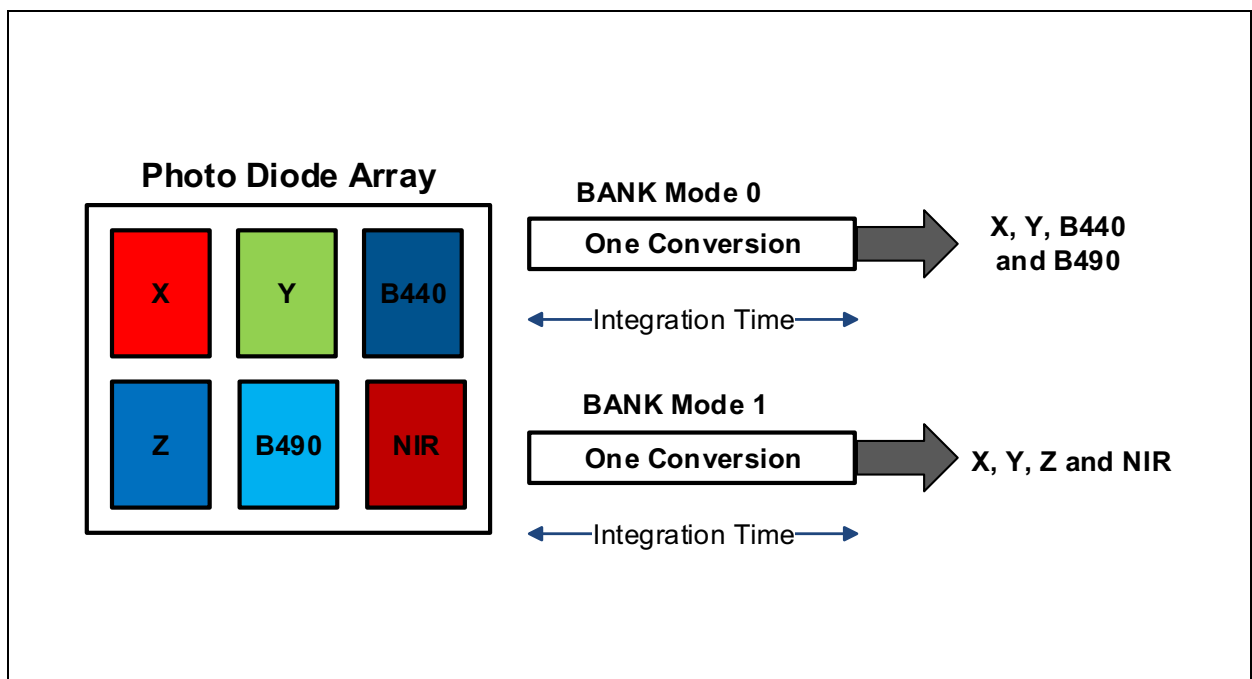 Photo Diode Array
X
Y
B440
Z
B490
NIR
BANK Mode 0
One Conversion
Integration Time
X, Y, B440
and B490
BANK Mode 1
One Conversion
Integration Time
X, Y, Z and NIR